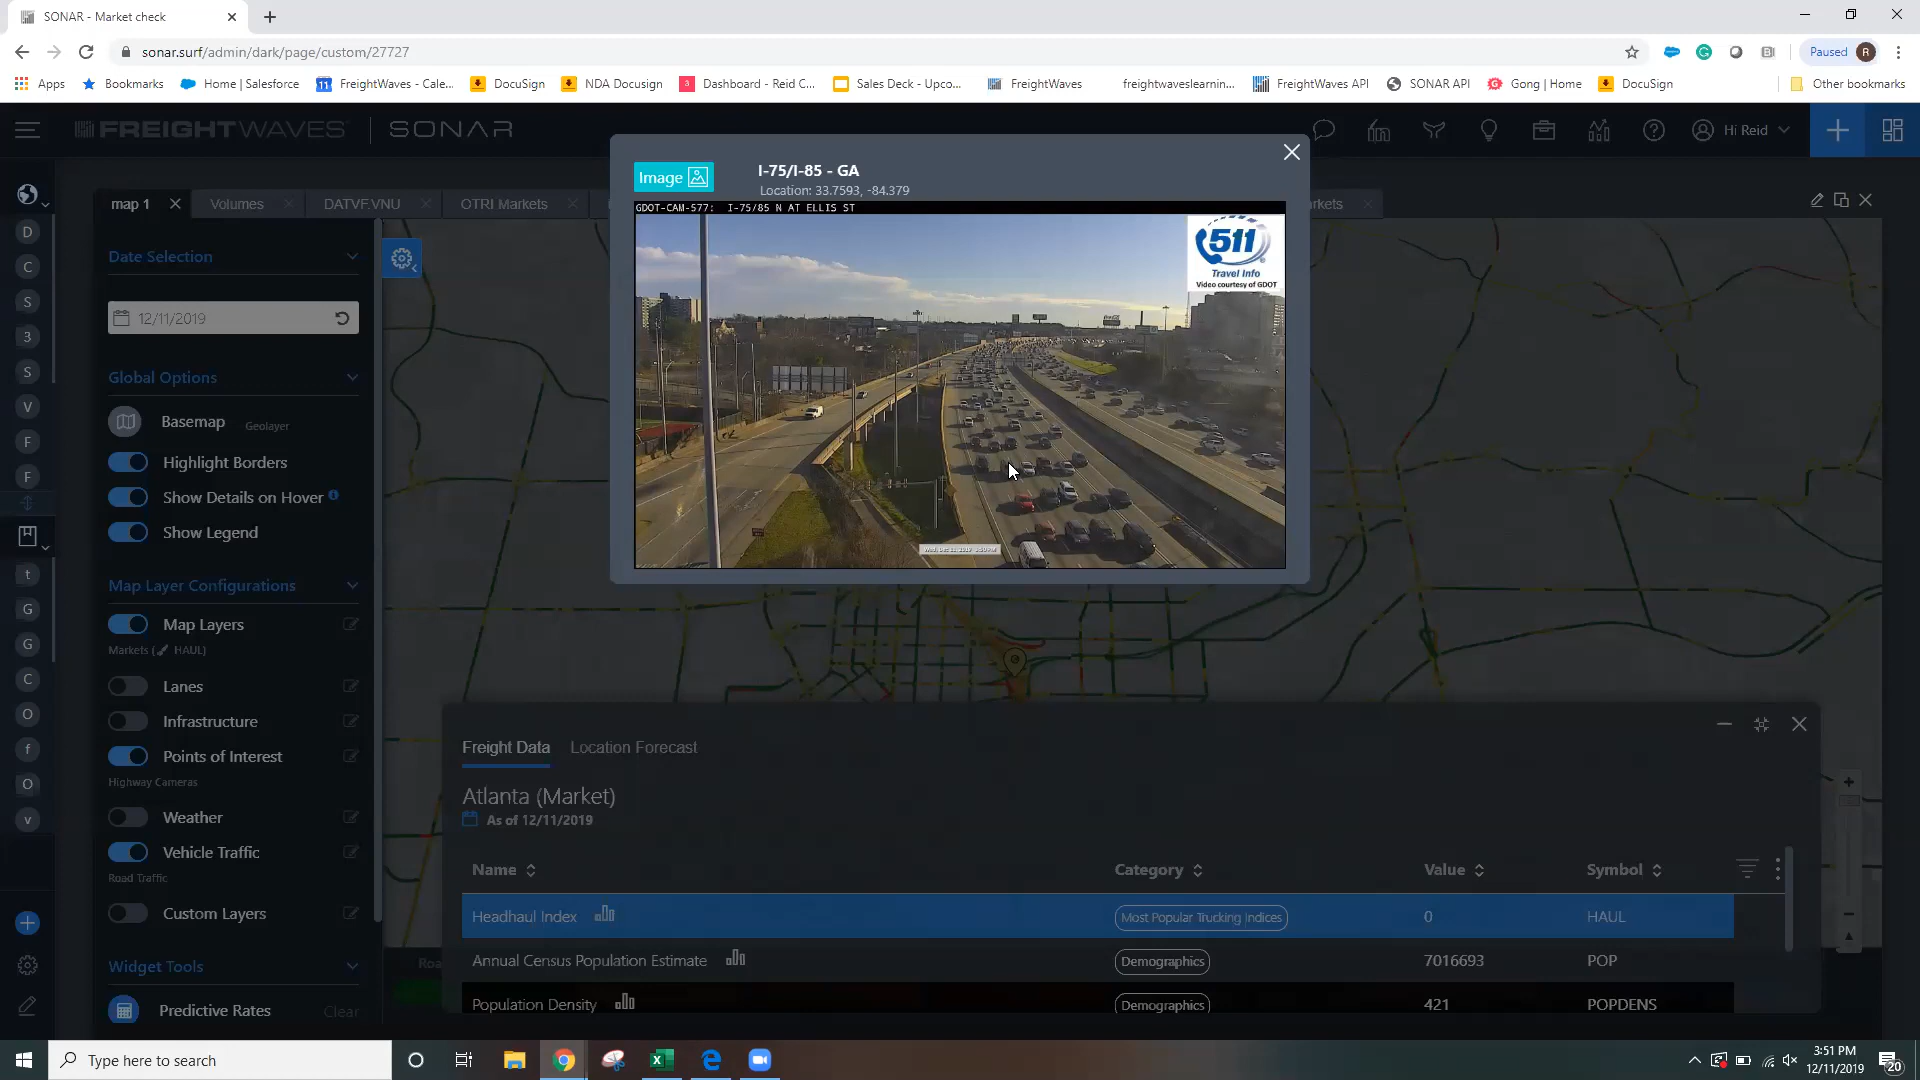 SONAR - Market check
sonar.surf/admin/dark/page/custom/27727
Paused R
Apps Bookmarks Home | Salesforce FreightWaves - Cale... DocuSign NDA Docusign Dashboard - Reid C... Sales Deck - Upco... FreightWaves freightwaveslearnin... FreightWaves API SONAR API Gong | Home DocuSign Other bookmarks
FREIGHTWAVES SONAR
Hi Reid
Image I-75/I-85 - GA
Location: 33.7593, -84.379
GDOT-CAM-577: I-75/85 N AT ELLIS ST
511
Travel Info
Video courtesy of GDOT
map 1 Volumes DATVF.VNU OTRI Markets
Date Selection
12/11/2019
Global Options
Basemap Geolayer
Highlight Borders
Show Details on Hover
Show Legend
Map Layer Configurations
Map Layers
Markets ( HAUL)
Lanes
Infrastructure
Points of Interest
Highway Cameras
Weather
Vehicle Traffic
Road Traffic
Custom Layers
Widget Tools
Predictive Rates Clear
D
C
S
3
S
V
F
F
t
G
G
C
O
f
O
v
Freight Data Location Forecast
Atlanta (Market)
As of 12/11/2019
Name Category Value Symbol
Headhaul Index Most Popular Trucking Indices 0 HAUL
Annual Census Population Estimate Demographics 7016693 POP
Population Density Demographics 421 POPDENS
Type here to search
3:51 PM
12/11/2019
20